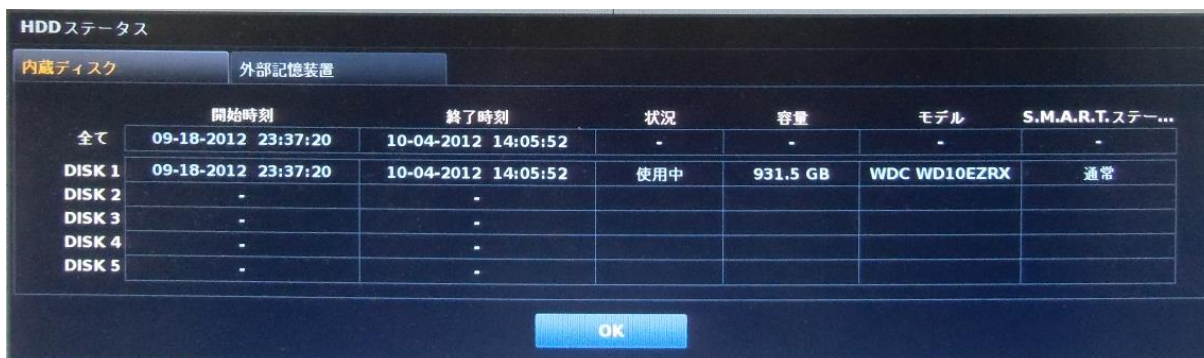 HDDステータス
内蔵ディスク 外部記憶装置
開始時刻 終了時刻 状況 容量 モデル S.M.A.R.T.ステー...
全て 09-18-2012 23:37:20 10-04-2012 14:05:52 - - - -
DISK 1 09-18-2012 23:37:20 10-04-2012 14:05:52 使用中 931.5 GB WDC WD10EZRX 通常
DISK 2 - -
DISK 3 - -
DISK 4 - -
DISK 5 - -
OK